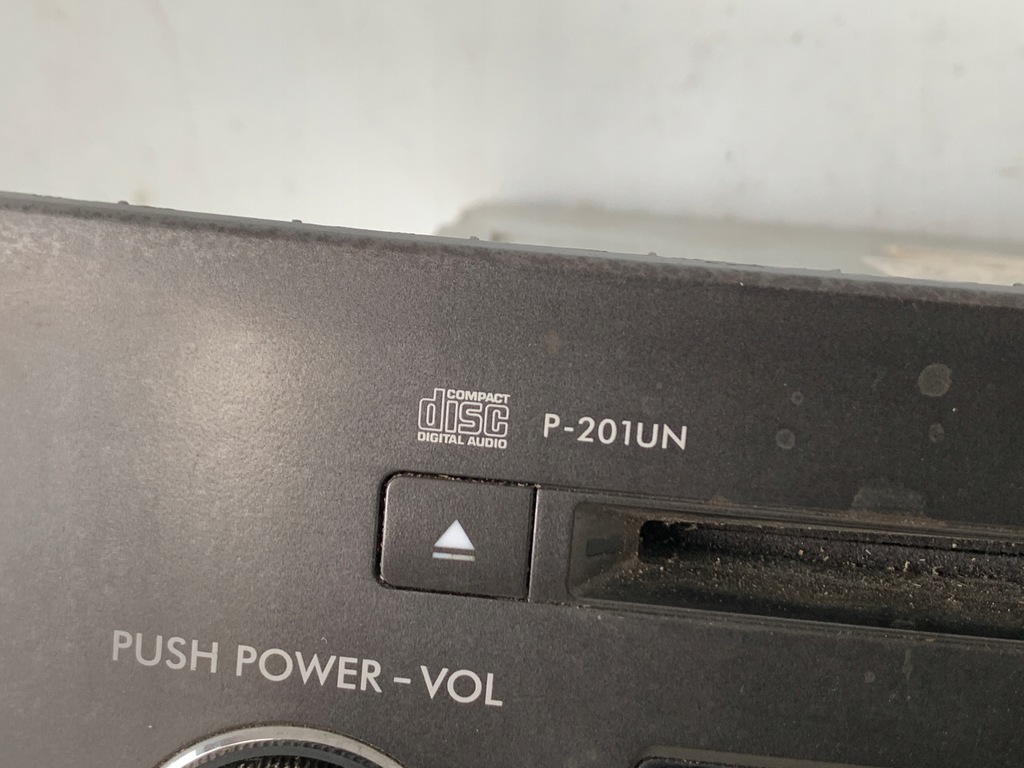 COMPACT
disc
DIGITAL AUDIO
P-201UN
PUSH POWER – VOL